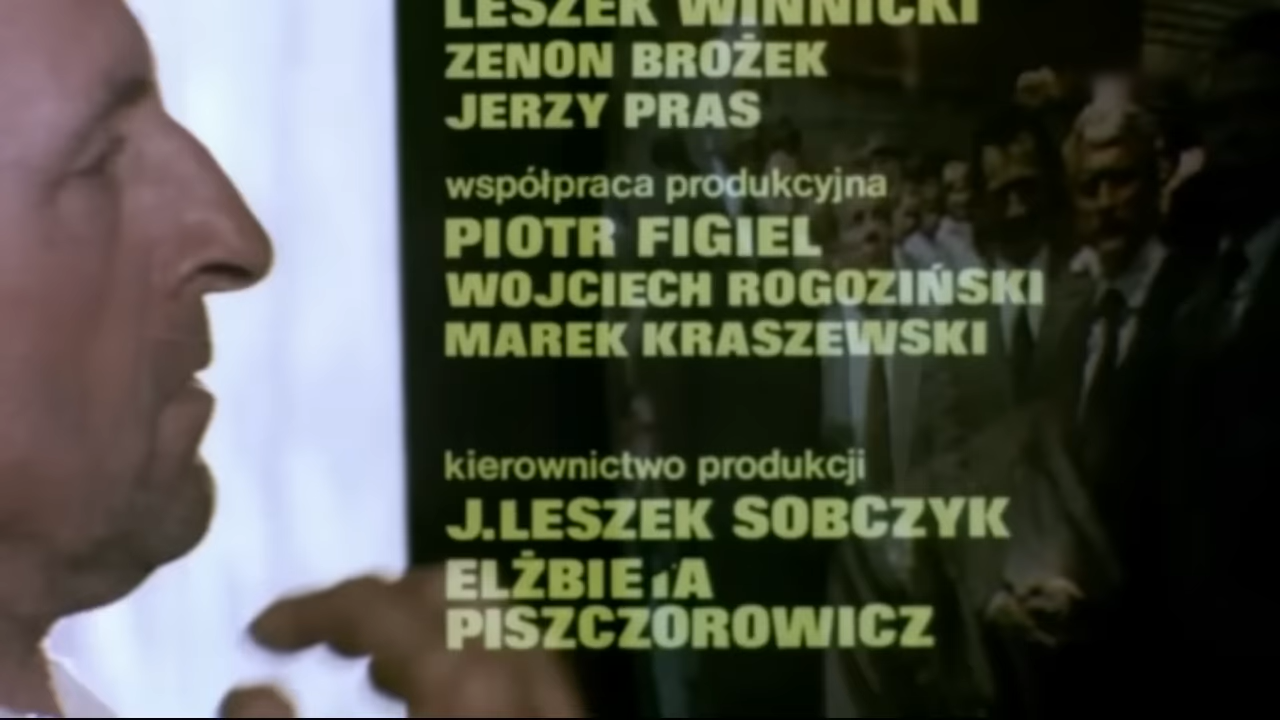 LESZEK WINNICKI
ZENON BROŻEK
JERZY PRAS
współpraca produkcyjna
PIOTR FIGIEL
WOJCIECH ROGOZIŃSKI
MAREK KRASZEWSKI
kierownictwo produkcji
J.LESZEK SOBCZYK
ELŻBIETA
PISZCZOROWICZ